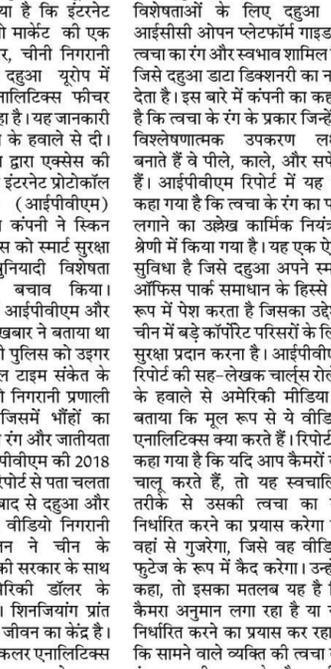 या है कि इंटरनेट
मार्केट की एक
र, चीनी निगरानी
दहुआ यूरोप में
नालिटिक्स फीचर
हा है। यह जानकारी
के हवाले से दी।
द्वारा एक्सेस की
इंटरनेट प्रोटोकॉल
(आईपीवीएम)
कंपनी ने स्किन
स को स्मार्ट सुरक्षा
बुनियादी विशेषता
बचाव किया।
आईपीवीएम और
खबार ने बताया था
पुलिस को उइगर
ल टाइम संकेत के
निगरानी प्रणाली
जिसमें भौंहों का
रंग और जातीयता
पीवीएम की 2018
रिपोर्ट से पता चलता
बाद से दहुआ और
वीडियो निगरानी
जन ने चीन के
की सरकार के साथ
मेरिकी डॉलर के
। शिनजियांग प्रांत
जीवन का केंद्र है।
कलर एनालिटिक्स
विशेषताओं के लिए दहुआ
आईसीसी ओपन प्लेटफॉर्म गाइड
त्वचा का रंग और स्वभाव शामिल
जिसे दहुआ डाटा डिक्शनरी का न
देता है। इस बारे में कंपनी का कह
है कि त्वचा के रंग के प्रकार जिन्हें
विश्लेषणात्मक उपकरण ल
बनाते हैं वे पीले, काले, और सफे
हैं। आईपीवीएम रिपोर्ट में यह
कहा गया है कि त्वचा के रंग का प
लगाने का उल्लेख कार्मिक नियंत्र
श्रेणी में किया गया है। यह एक ऐ
सुविधा है जिसे दहुआ अपने स्म
ऑफिस पार्क समाधान के हिस्से
रूप में पेश करता है जिसका उद्दे
चीन में बड़े कॉर्पोरेट परिसरों के लि
सुरक्षा प्रदान करना है। आईपीवी
रिपोर्ट की सह-लेखक चार्ल्स रोले
के हवाले से अमेरिकी मीडिया
बताया कि मूल रूप से ये वीडि
एनालिटिक्स क्या करते हैं। रिपोर्ट
कहा गया है कि यदि आप कैमरों
चालू करते हैं, तो यह स्वचालि
तरीके से उसकी त्वचा का
निर्धारित करने का प्रयास करेगा
वहां से गुजरेगा, जिसे वह वीडि
फुटेज के रूप में कैद करेगा। उन्हे
कहा, तो इसका मतलब यह है
कैमरा अनुमान लगा रहा है या
निर्धारित करने का प्रयास कर रहा
कि सामने वाले व्यक्ति की त्वचा